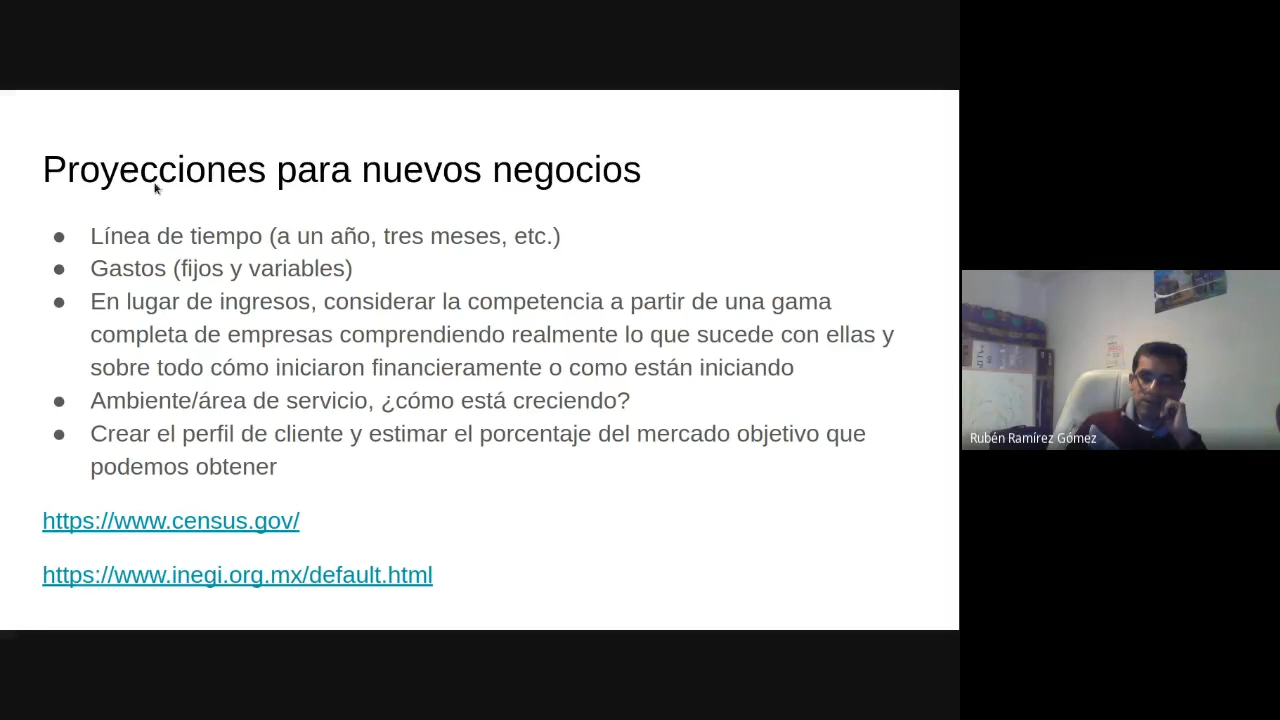 Proyecciones para nuevos negocios
● Línea de tiempo (a un año, tres meses, etc.)
● Gastos (fijos y variables)
● En lugar de ingresos, considerar la competencia a partir de una gama
completa de empresas comprendiendo realmente lo que sucede con ellas y
sobre todo cómo iniciaron financieramente o como están iniciando
● Ambiente/área de servicio, ¿cómo está creciendo?
● Crear el perfil de cliente y estimar el porcentaje del mercado objetivo que
podemos obtener
https://www.census.gov/
https://www.inegi.org.mx/default.html
Rubén Ramírez Gómez